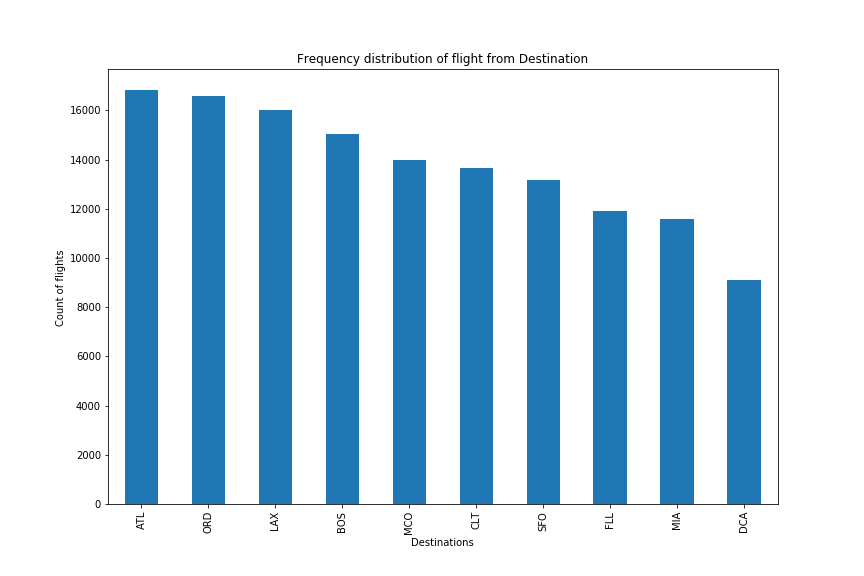 Frequency distribution of flight from Destination
16000
14000
12000
10000
8000
6000
4000
2000
0
Count of flights
ATL
ORD
LAX
BOS
MCO
CLT
SFO
FLL
MIA
DCA
Destinations